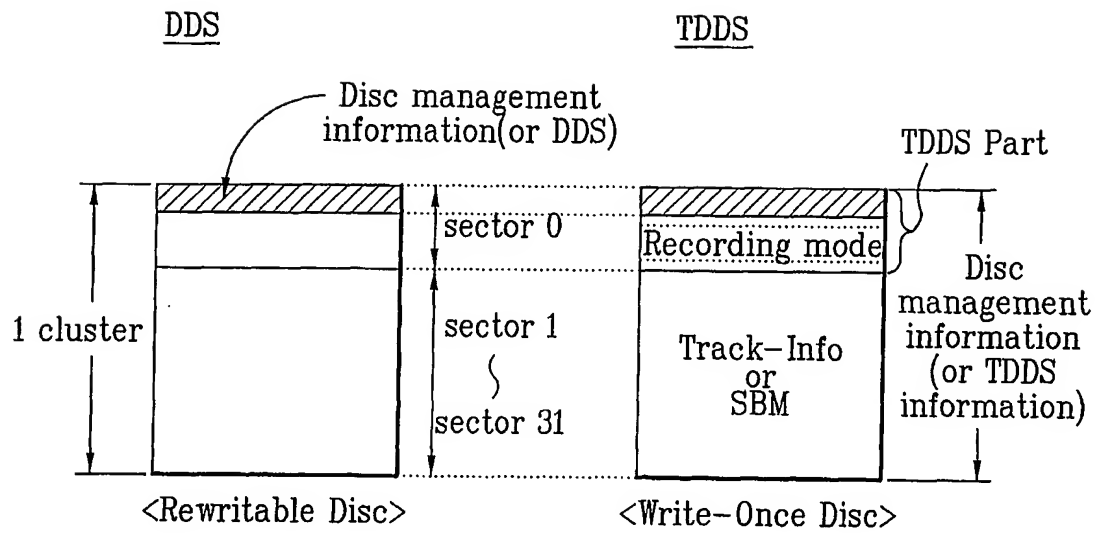 DDS
TDDS
Disc management
information(or DDS)
TDDS Part
sector 0
Recording mode
1 cluster
sector 1
sector 31
Track-Info
or
SBM
Disc
management
information
(or TDDS
information)
<Rewritable Disc>
<Write-Once Disc>